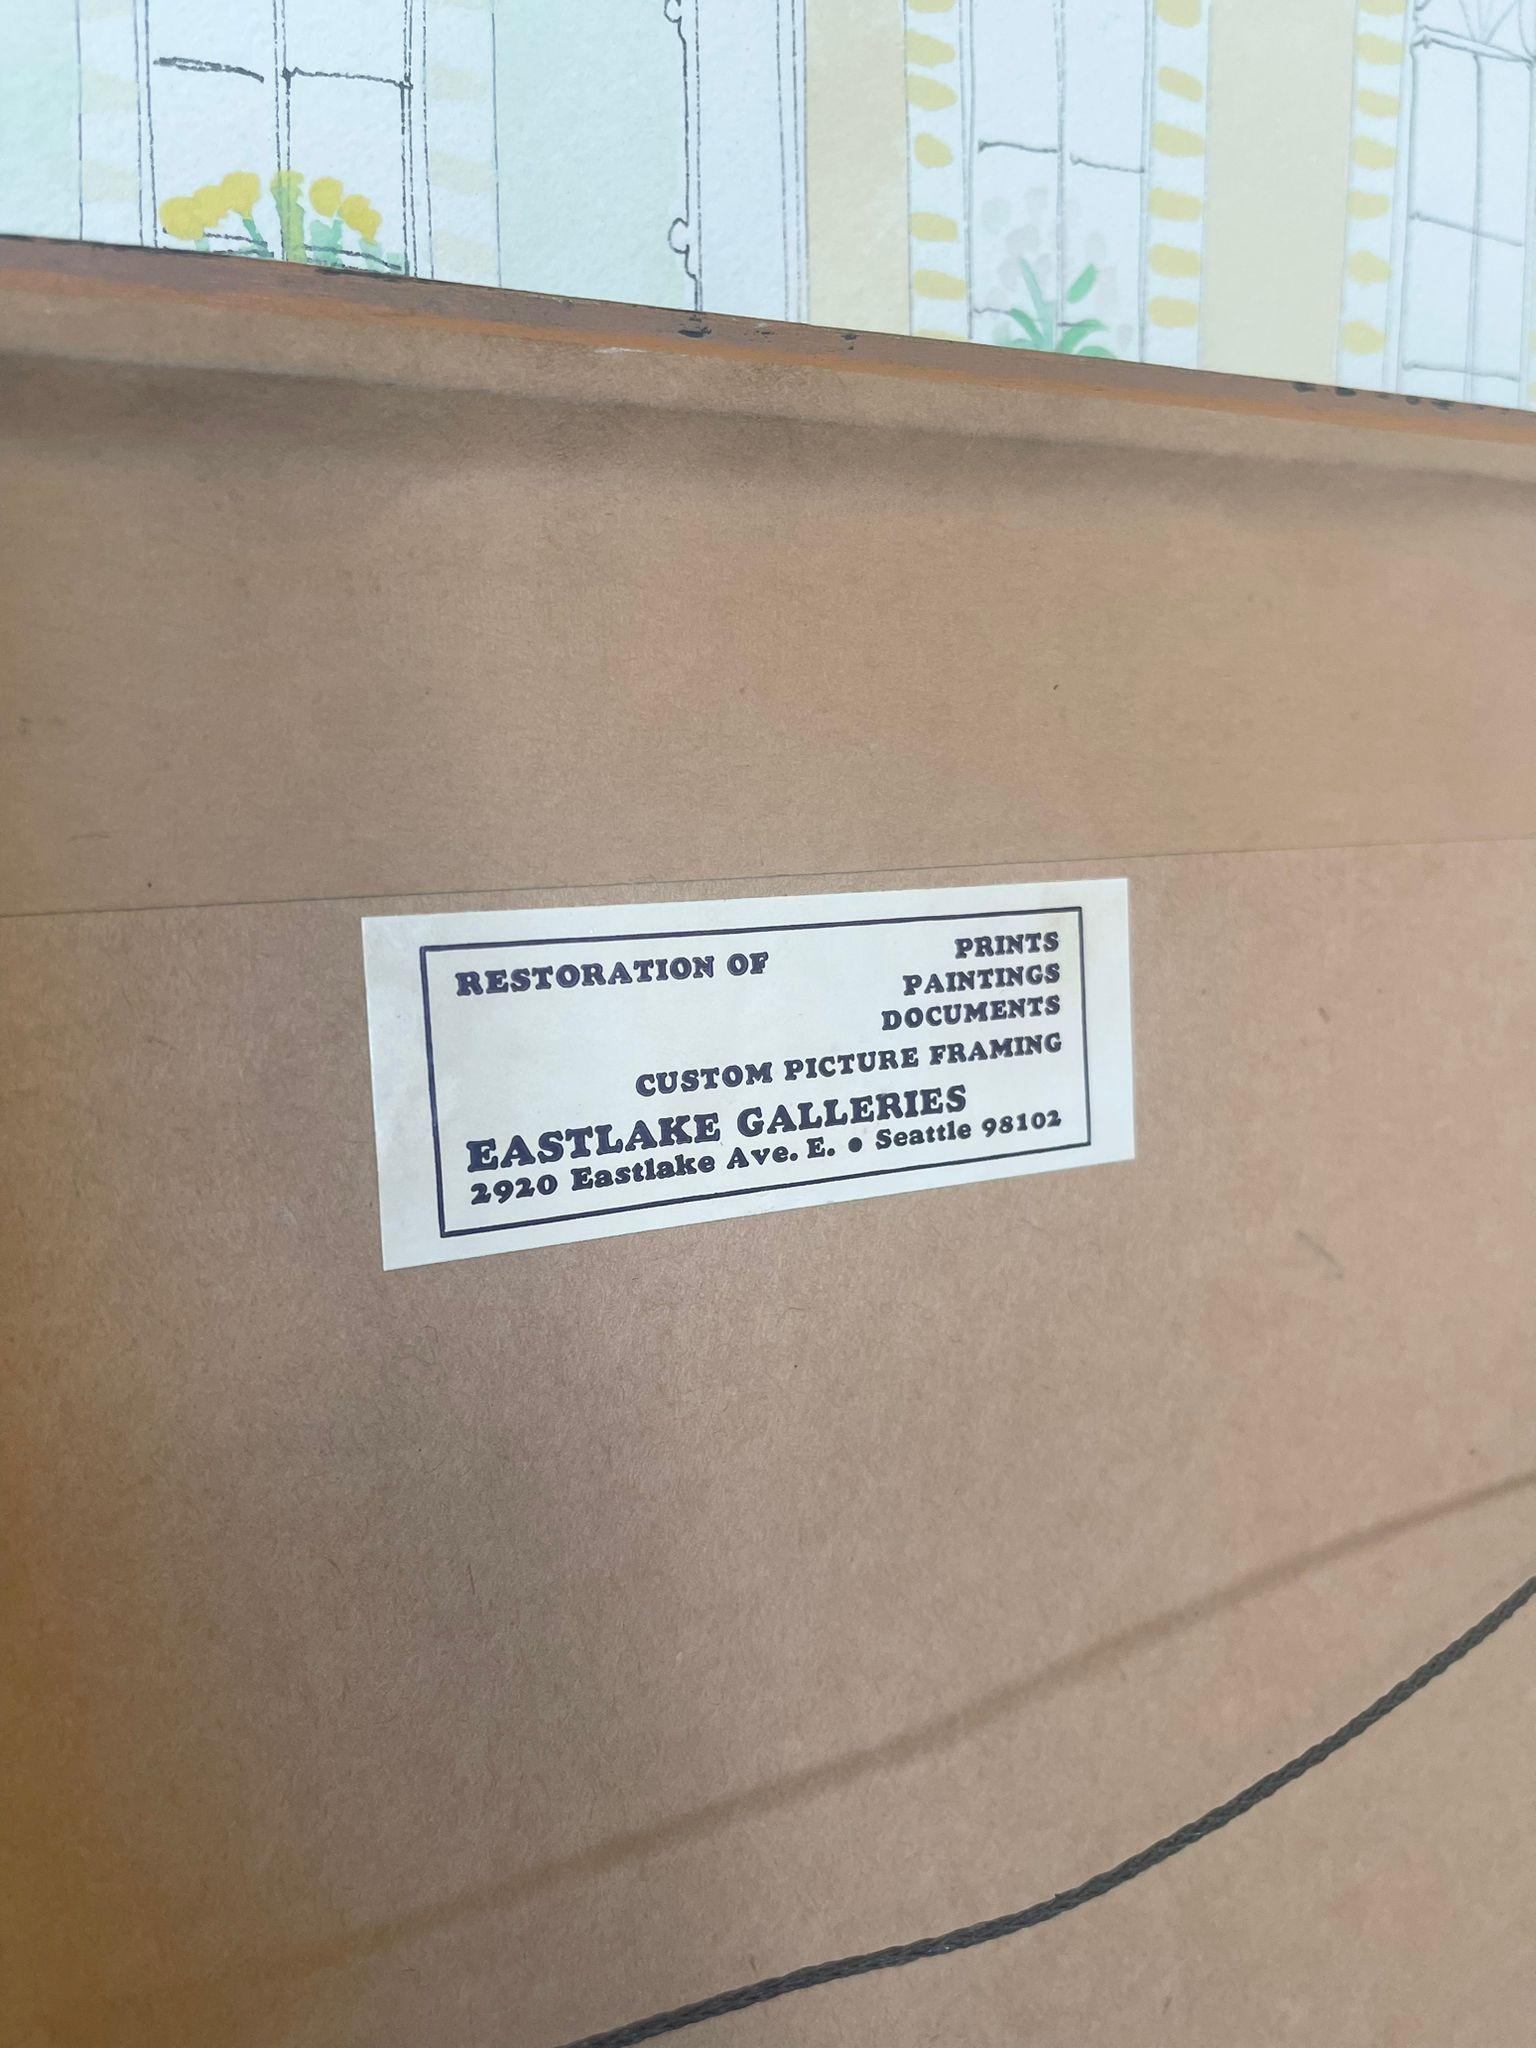 RESTORATION OF PRINTS
PAINTINGS
DOCUMENTS
CUSTOM PICTURE FRAMING
EASTLAKE GALLERIES
2920 Eastlake Ave. E. • Seattle 98102